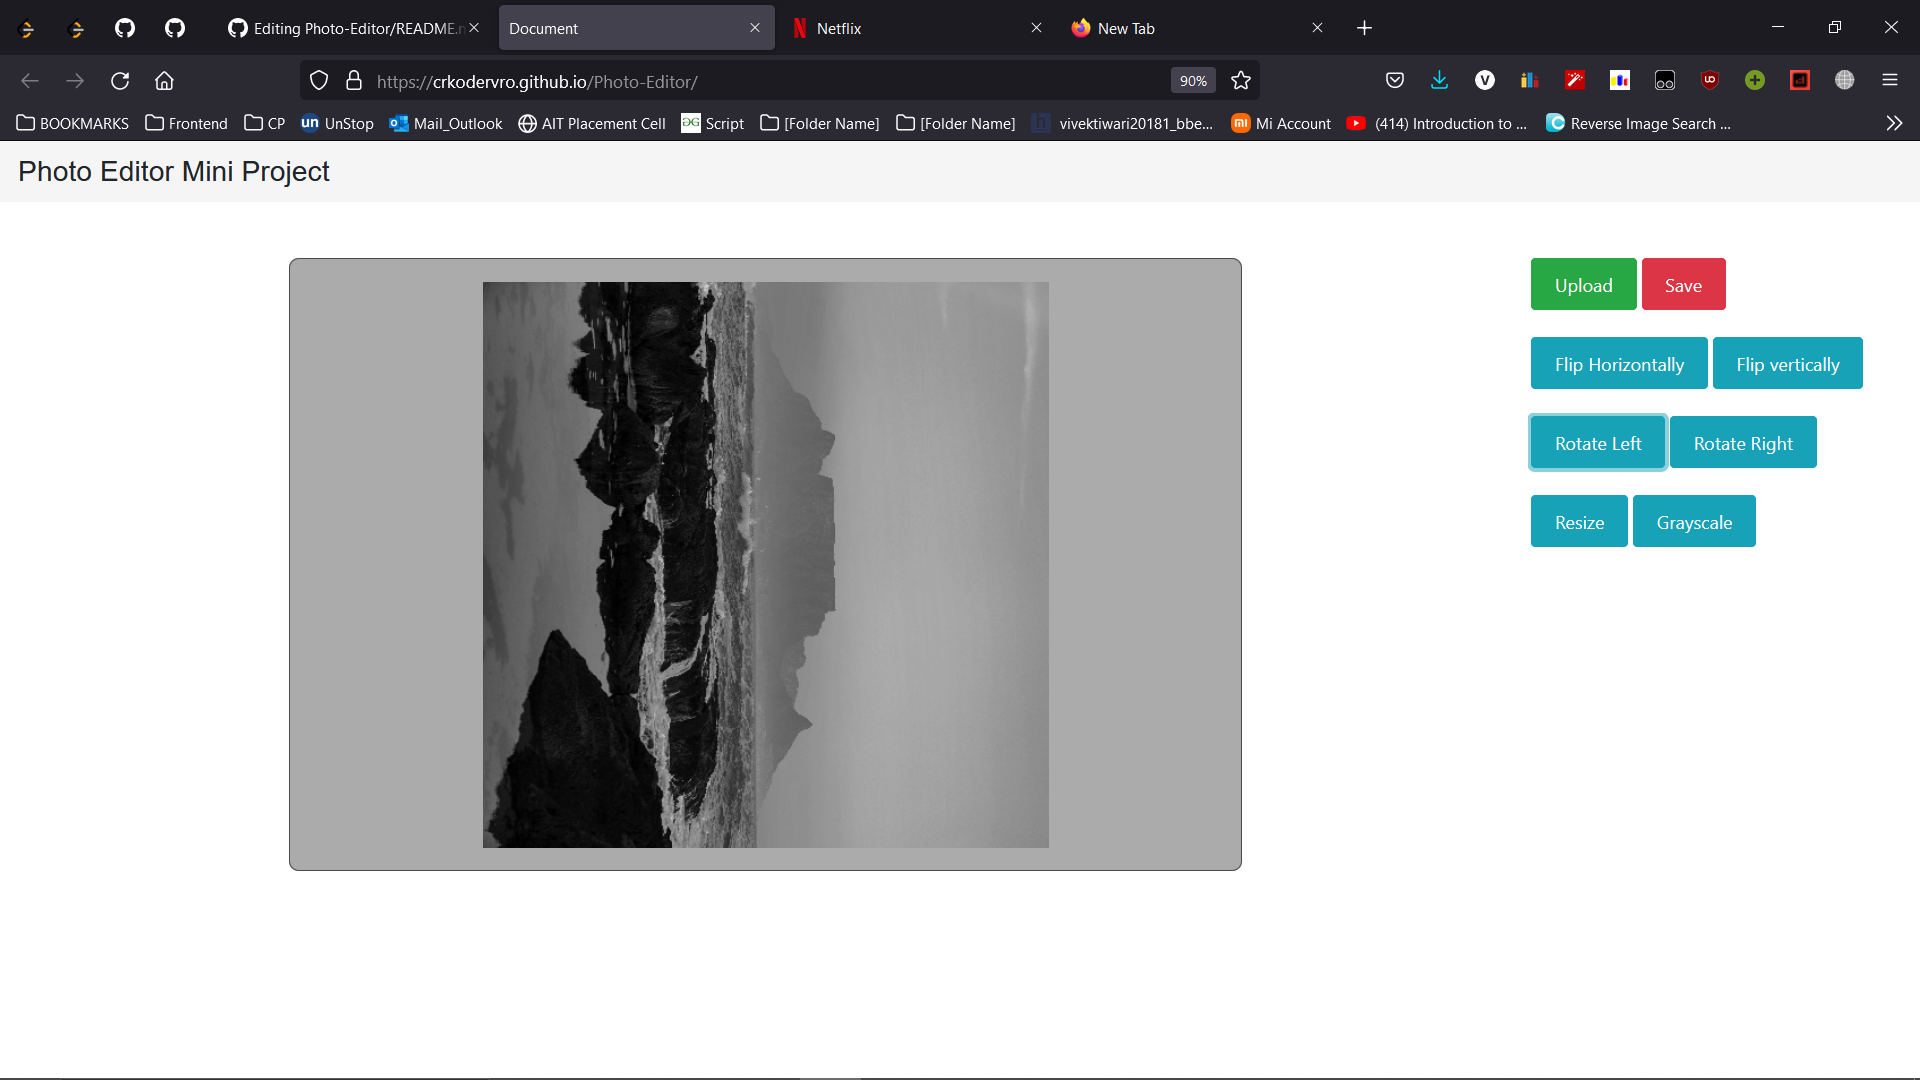 Editing Photo-Editor/README.m Document Netflix New Tab
https://crkodervro.github.io/Photo-Editor/ 90%
BOOKMARKS Frontend CP un UnStop Mail_Outlook AIT Placement Cell Script [Folder Name] [Folder Name] vivektiwari20181_bbe... mi Mi Account (414) Introduction to ... Reverse Image Search ...
Photo Editor Mini Project
Upload Save
Flip Horizontally Flip vertically
Rotate Left Rotate Right
Resize Grayscale